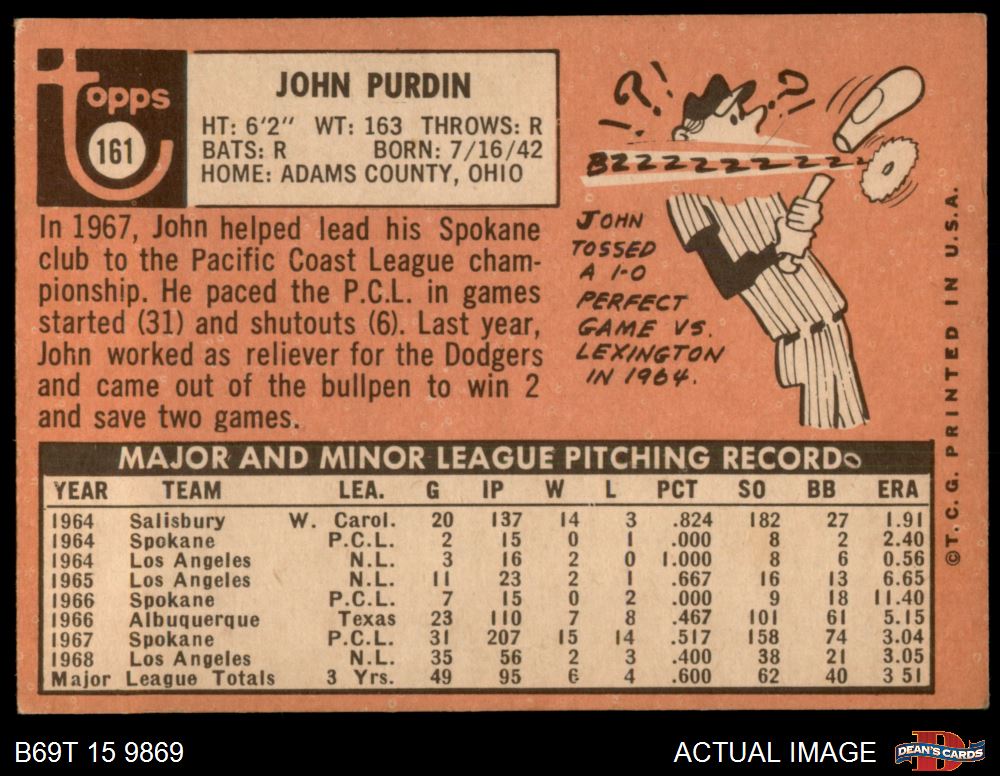 Topps
161
JOHN PURDIN
HT: 6'2" WT: 163 THROWS: R
BATS: R BORN: 7/16/42
HOME: ADAMS COUNTY, OHIO
In 1967, John helped lead his Spokane
club to the Pacific Coast League cham-
pionship. He paced the P.C.L. in games
started (31) and shutouts (6). Last year,
John worked as reliever for the Dodgers
and came out of the bullpen to win 2
and save two games.
?! ?!
BZZZZZZZZZZ
JOHN
TOSSED
A 1-0
PERFECT
GAME VS.
LEXINGTON
IN 1964.
MAJOR AND MINOR LEAGUE PITCHING RECORD
YEAR TEAM LEA. G IP W L PCT SO BB ERA
1964 Salisbury W. Carol. 20 137 14 3 .824 182 27 1.91
1964 Spokane P.C.L. 2 15 0 1 .000 8 2 2.40
1964 Los Angeles N.L. 3 16 2 0 1.000 8 6 0.56
1965 Los Angeles N.L. 11 23 2 1 .667 16 13 6.65
1966 Spokane P.C.L. 7 15 0 2 .000 9 18 11.40
1966 Albuquerque Texas 23 110 7 8 .467 101 61 5.15
1967 Spokane P.C.L. 31 207 15 14 .517 158 74 3.04
1968 Los Angeles N.L. 35 56 2 3 .400 38 21 3.05
Major League Totals 3 Yrs. 49 95 6 4 .600 62 40 3 51
©T.C.G. PRINTED IN U.S.A.
B69T 15 9869
ACTUAL IMAGE
D
DEAN'S CARDS